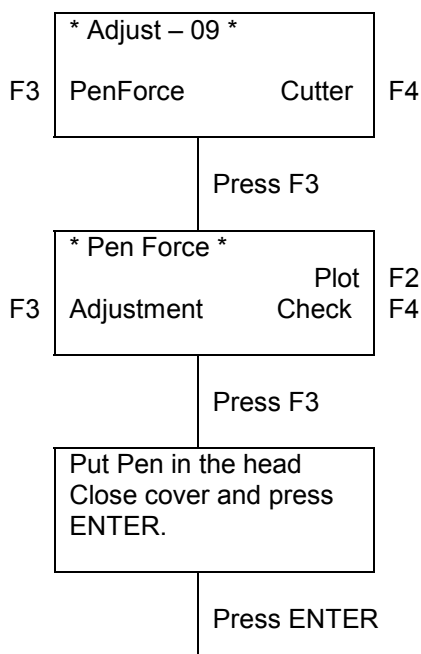 * Adjust – 09 *
F3 PenForce Cutter F4
Press F3
* Pen Force *
Plot F2
F3 Adjustment Check F4
Press F3
Put Pen in the head
Close cover and press
ENTER.
Press ENTER